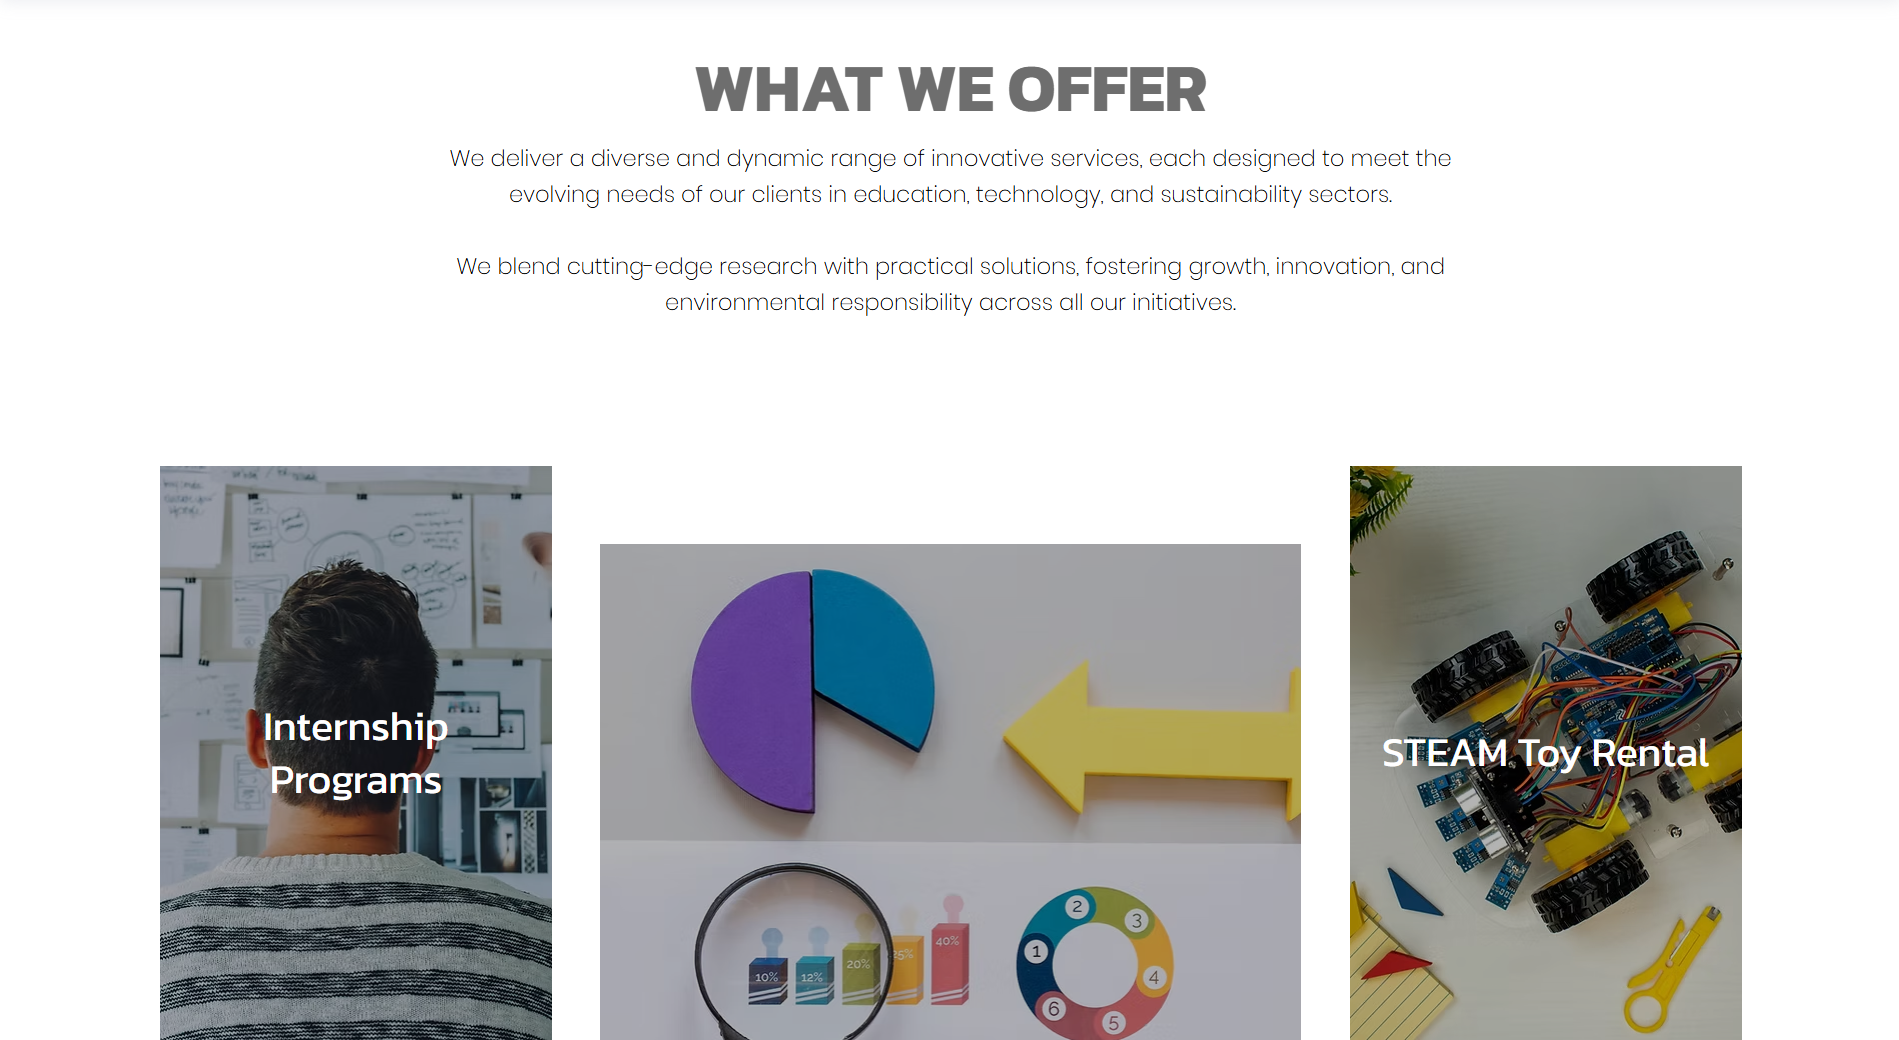 WHAT WE OFFER
We deliver a diverse and dynamic range of innovative services, each designed to meet the
evolving needs of our clients in education, technology, and sustainability sectors.
We blend cutting-edge research with practical solutions, fostering growth, innovation, and
environmental responsibility across all our initiatives.
Internship
Programs
STEAM Toy Rental
10%
12%
20%
25%
40%
1
2
3
4
5
6